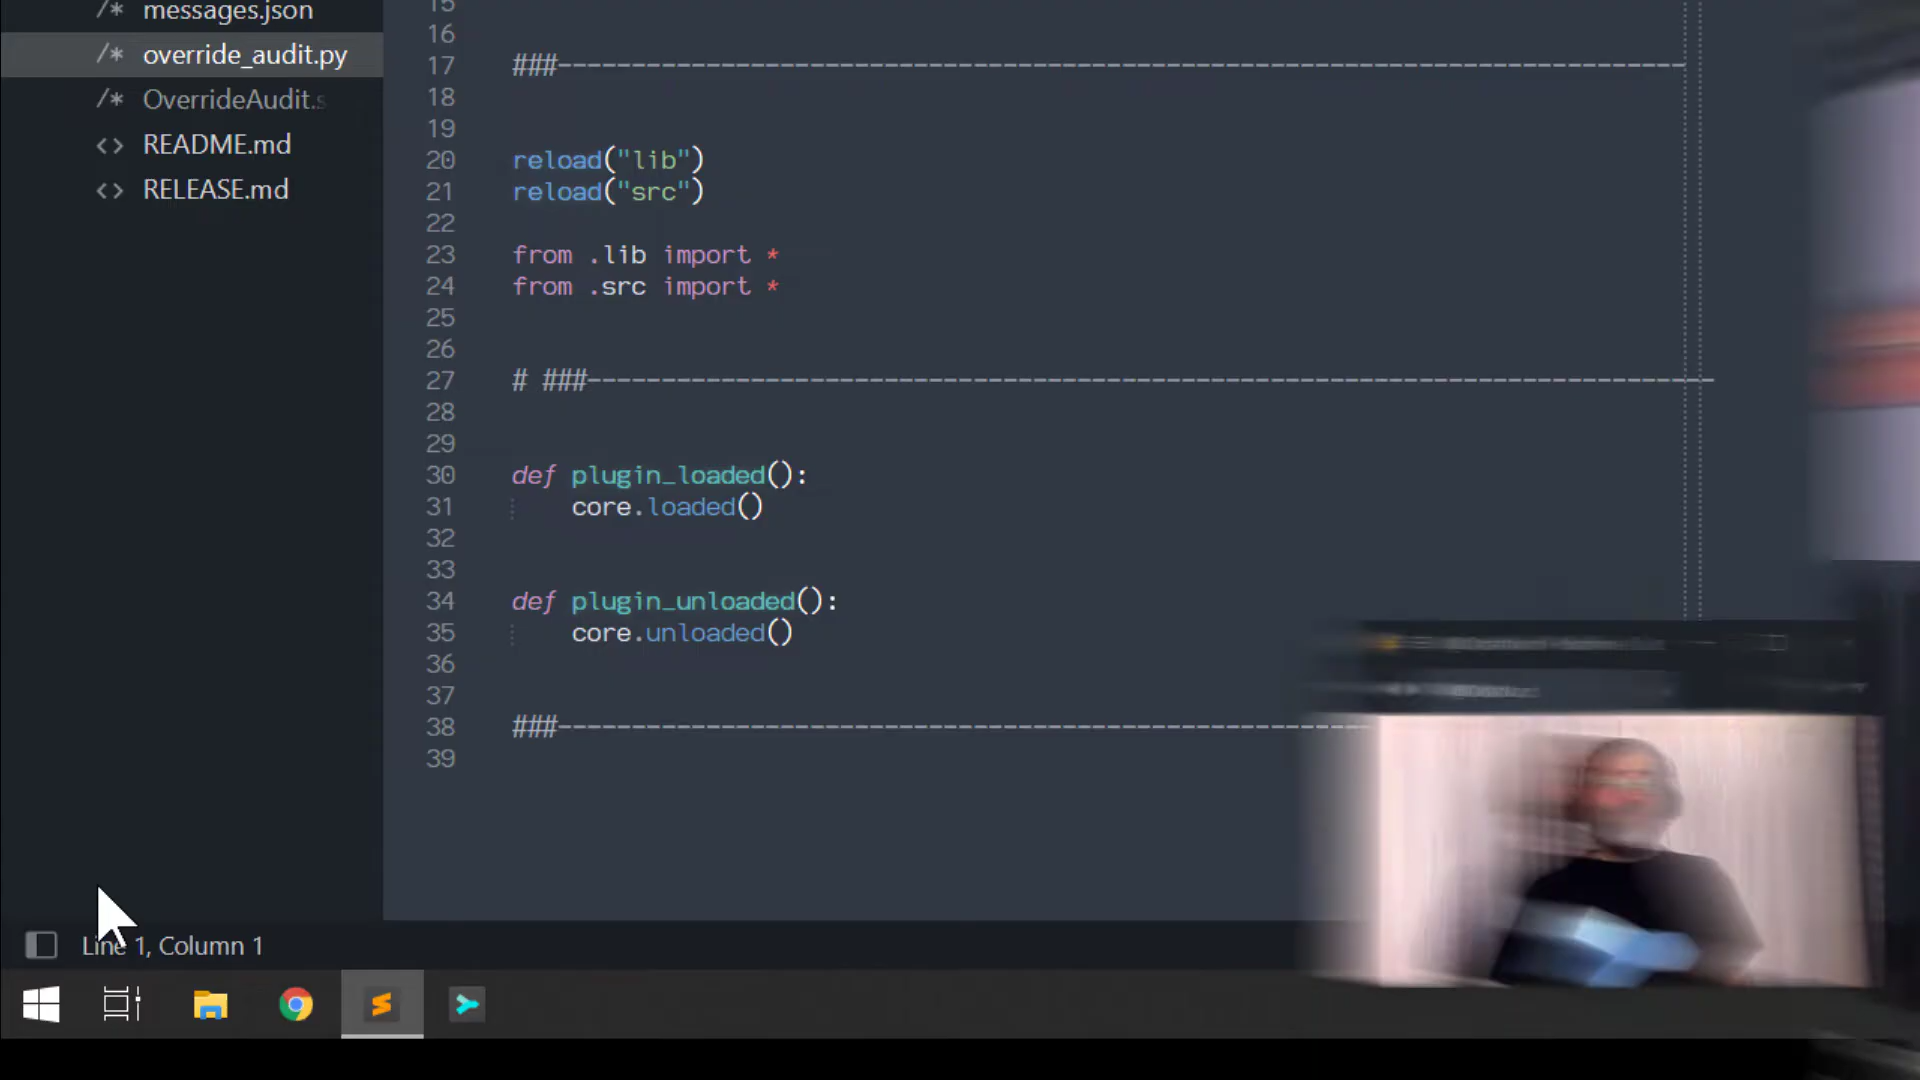 messages.json
override_audit.py
OverrideAudit.s
README.md
RELEASE.md
15
16
17 ###-----------------------------------------------------------------------------
18
19
20 reload("lib")
21 reload("src")
22
23 from .lib import *
24 from .src import *
25
26
27 # ###-----------------------------------------------------------------------------
28
29
30 def plugin_loaded():
31 core.loaded()
32
33
34 def plugin_unloaded():
35 core.unloaded()
36
37
38 ###-------------------------------------------------------
39
Line 1, Column 1